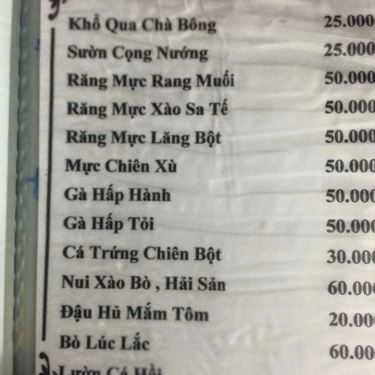 Khổ Qua Chà Bông 25.000
Sườn Cọng Nướng 25.000
Răng Mực Rang Muối 50.000
Răng Mực Xào Sa Tế 50.000
Răng Mực Lăng Bột 50.000
Mực Chiên Xù 50.000
Gà Hấp Hành 50.000
Gà Hấp Tỏi 50.000
Cá Trứng Chiên Bột 30.000
Nui Xào Bò , Hải Sản 60.000
Đậu Hủ Mắm Tôm 20.000
Bò Lúc Lắc 60.000
Lườn Cá Hồi